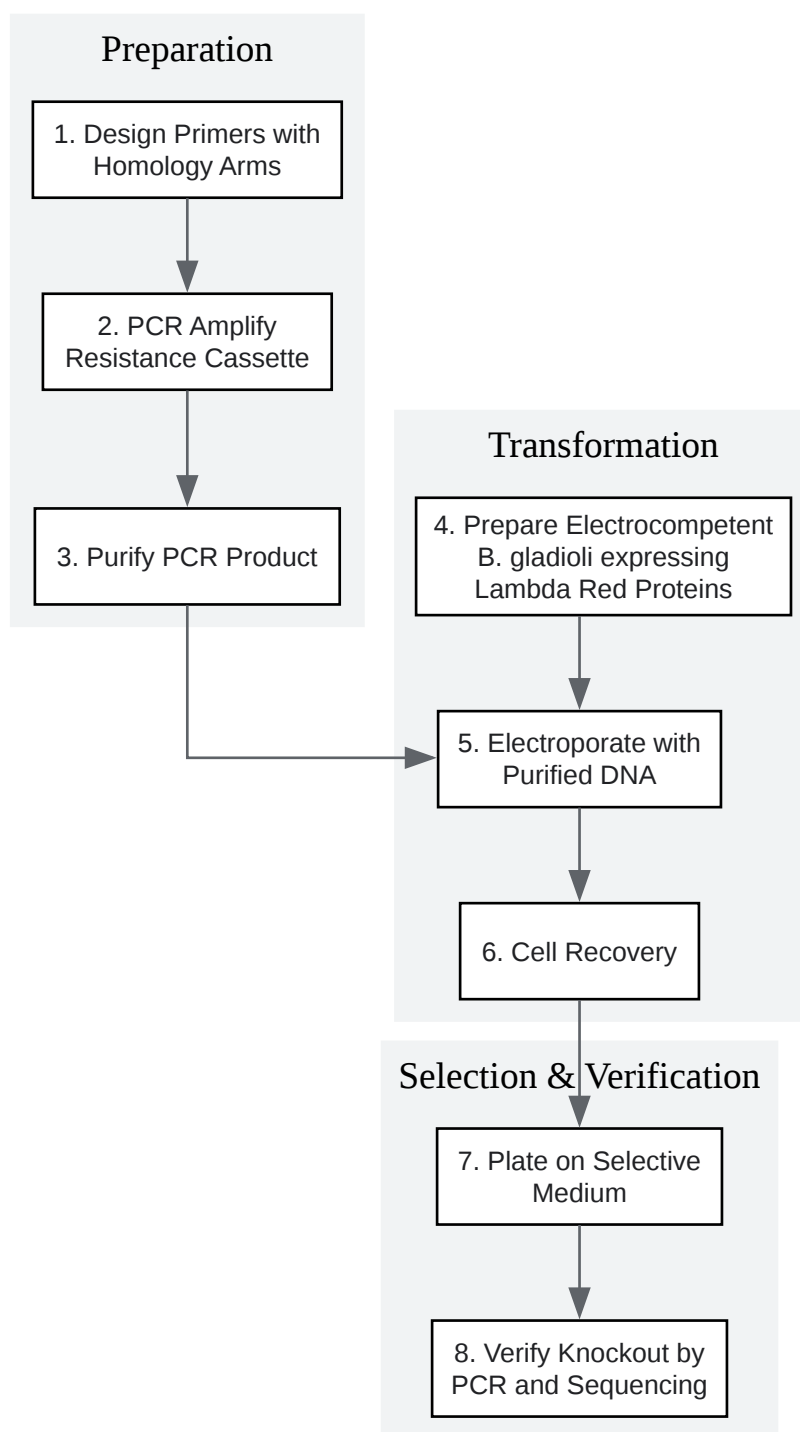 Preparation
1. Design Primers with
Homology Arms
2. PCR Amplify
Resistance Cassette
3. Purify PCR Product
Transformation
4. Prepare Electrocompetent
B. gladioli expressing
Lambda Red Proteins
5. Electroporate with
Purified DNA
6. Cell Recovery
Selection & Verification
7. Plate on Selective
Medium
8. Verify Knockout by
PCR and Sequencing